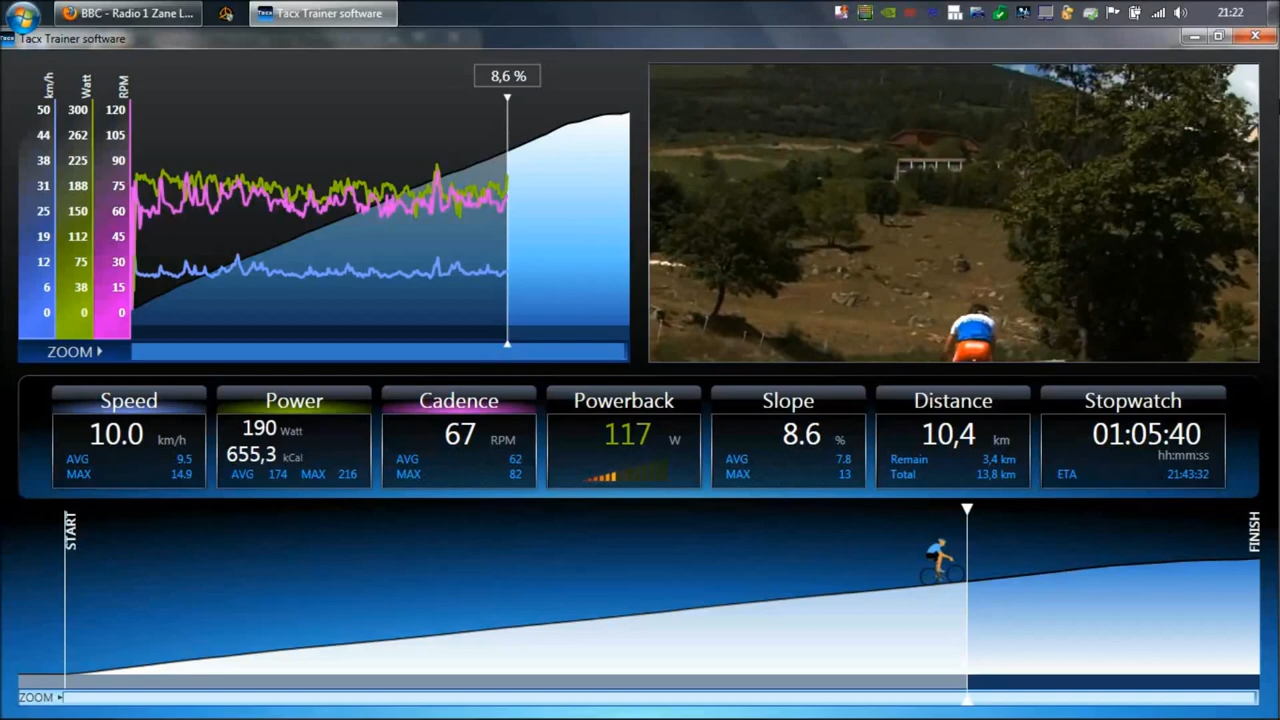 BBC - Radio 1 Zane L...
Tacx Trainer software
21:22
Tacx Tacx Trainer software
8,6 %
km/h Watt RPM
50 300 120
44 262 105
38 225 90
31 188 75
25 150 60
19 112 45
12 75 30
6 38 15
0 0 0
ZOOM
Speed
10.0 km/h
AVG 9.5
MAX 14.9
Power
190 Watt
655,3 kCal
AVG 174 MAX 216
Cadence
67 RPM
AVG 62
MAX 82
Powerback
117 W
Slope
8.6 %
AVG 7.8
MAX 13
Distance
10,4 km
Remain 3,4 km
Total 13,8 km
Stopwatch
01:05:40
hh:mm:ss
ETA 21:43:32
START
FINISH
ZOOM